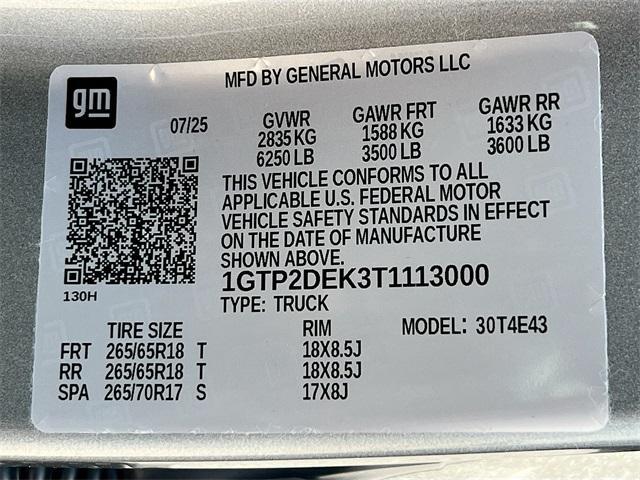 gm
MFD BY GENERAL MOTORS LLC
07/25
GVWR GAWR FRT GAWR RR
2835 KG 1588 KG 1633 KG
6250 LB 3500 LB 3600 LB
THIS VEHICLE CONFORMS TO ALL
APPLICABLE U.S. FEDERAL MOTOR
VEHICLE SAFETY STANDARDS IN EFFECT
ON THE DATE OF MANUFACTURE
SHOWN ABOVE.
1GTP2DEK3T1113000
130H
TYPE: TRUCK
TIRE SIZE RIM MODEL: 30T4E43
FRT 265/65R18 T 18X8.5J
RR 265/65R18 T 18X8.5J
SPA 265/70R17 S 17X8J